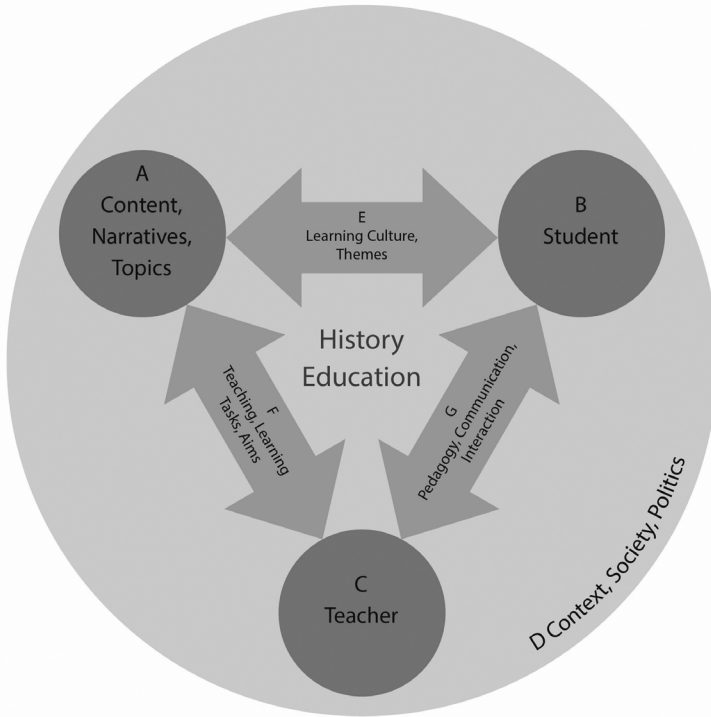 A
Content,
Narratives,
Topics
B
Student
E
Learning Culture,
Themes
History
Education
F
Teaching, Learning
Tasks, Aims
G
Pedagogy, Communication,
Interaction
C
Teacher
D Context, Society, Politics